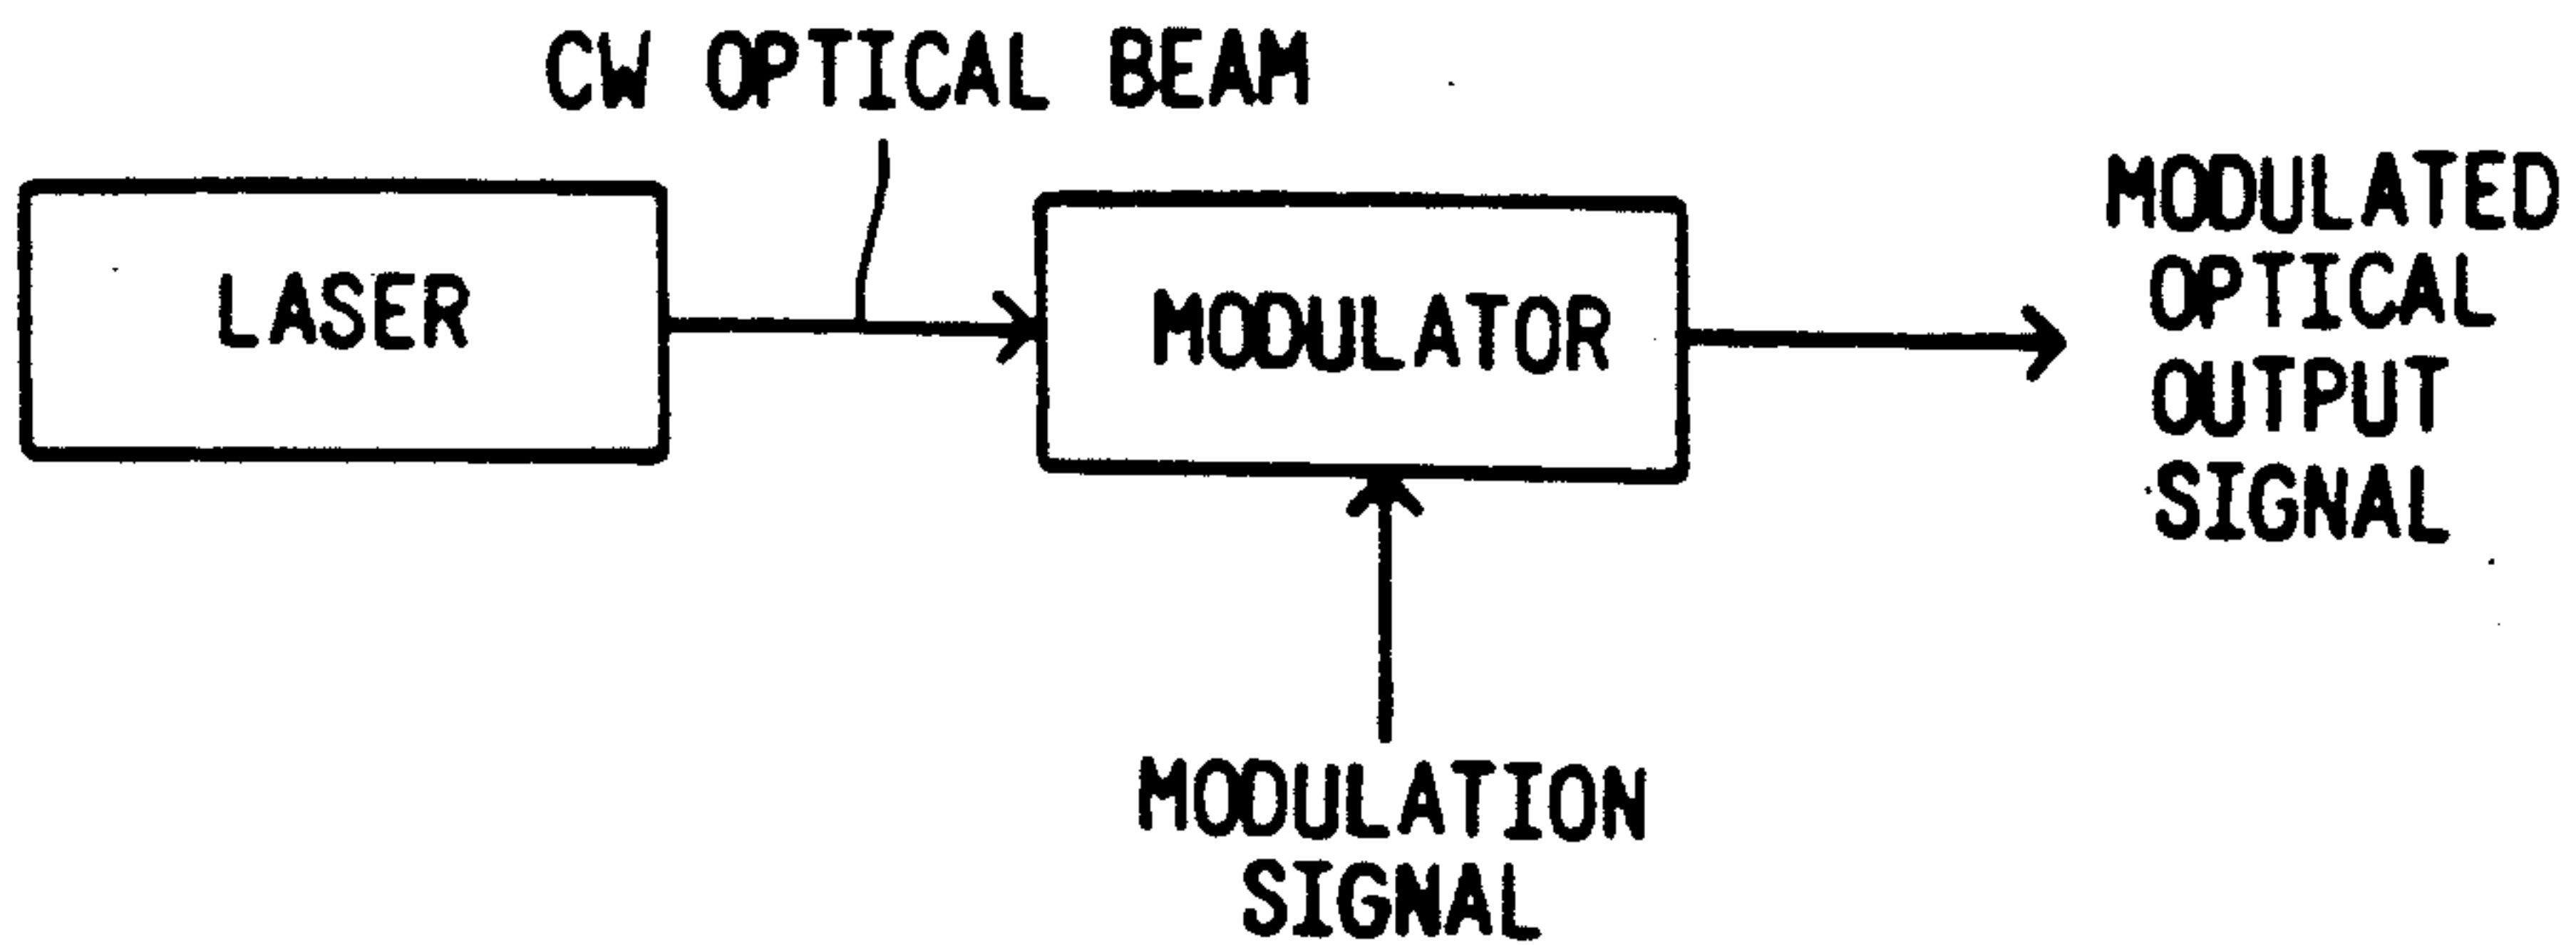 CW OPTICAL BEAM
LASER
MODULATOR
MODULATED
OPTICAL
OUTPUT
SIGNAL
MODULATION
SIGNAL